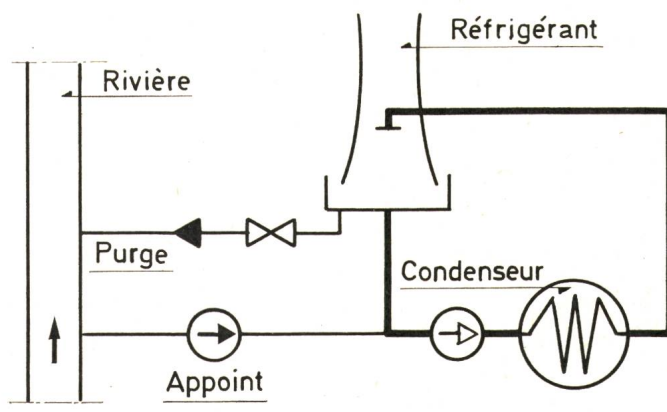 Réfrigérant
Rivière
Purge
Condenseur
Appoint